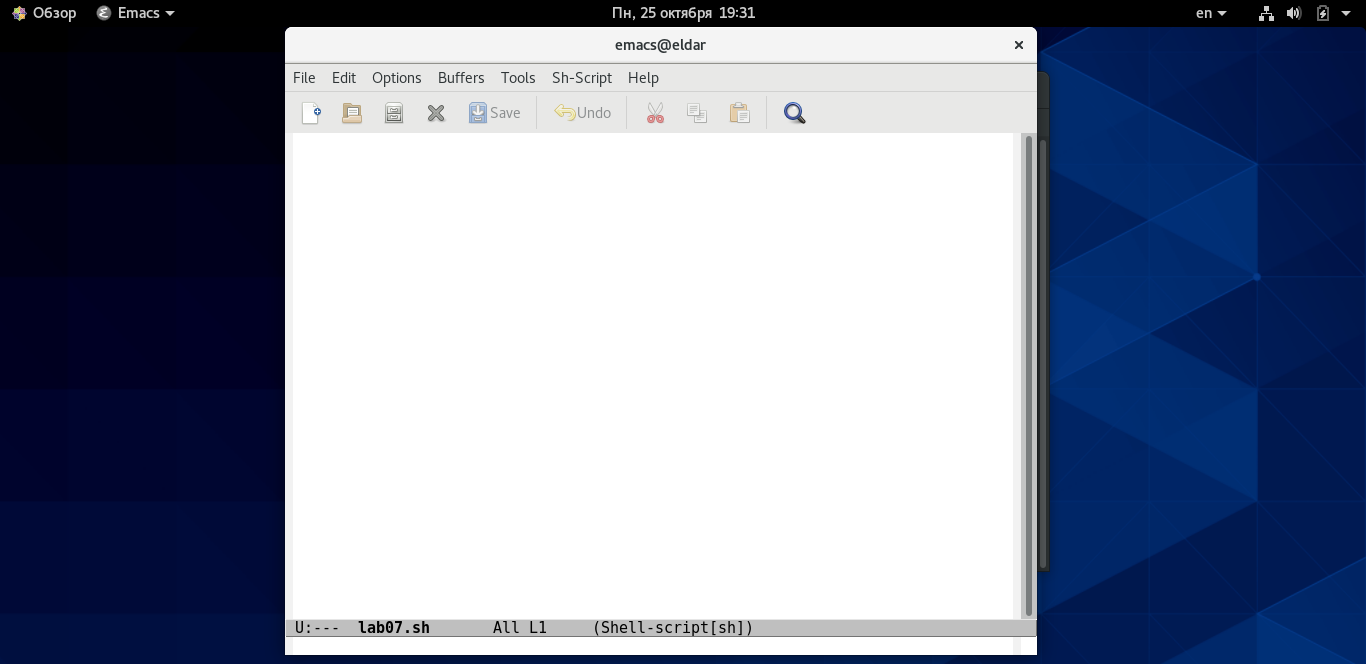 Обзор Emacs Пн, 25 октября 19:31 en
emacs@eldar
File Edit Options Buffers Tools Sh-Script Help
Save Undo
U:--- lab07.sh All L1 (Shell-script[sh])